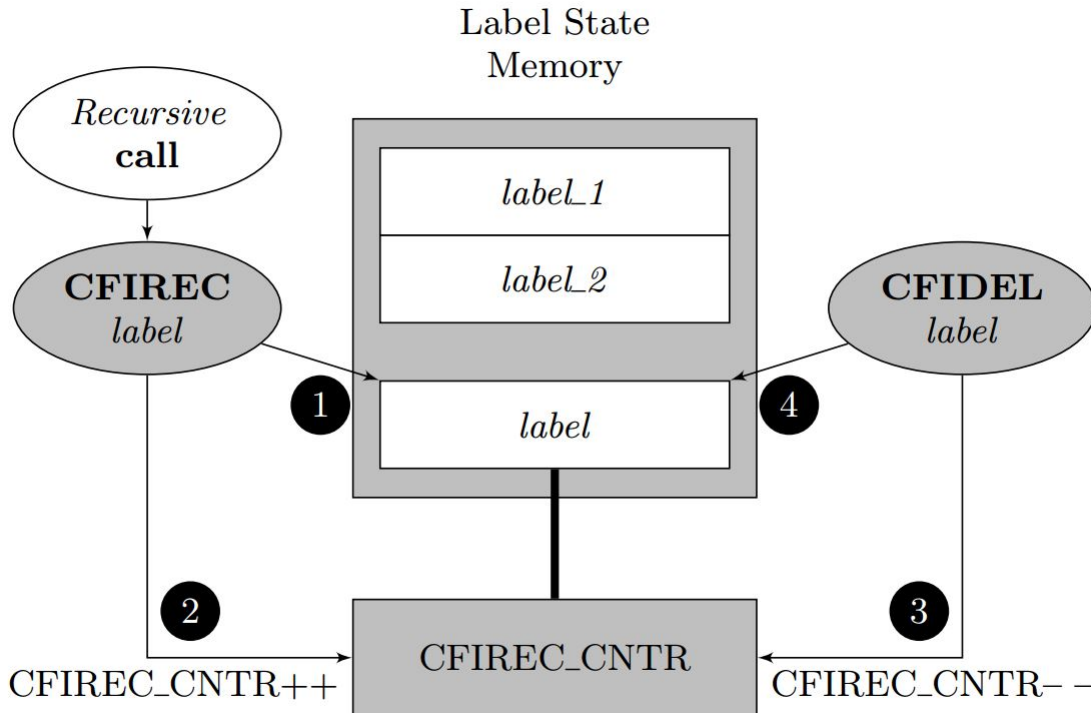 Label State
Memory
Recursive
call
label_1
label_2
CFIREC
label
CFIDEL
label
1
4
label
2
3
CFIREC_CNTR
CFIREC_CNTR++
CFIREC_CNTR--